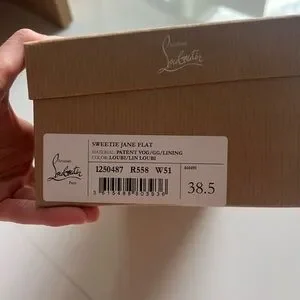 Christian
Louboutin
SWEETIE JANE FLAT
MATERIAL: PATENT VOG/GG/LINING
COLOR: LOUBI/LIN LOUBI
Christian
Louboutin
Paris
1250487 R558 W51
38.5